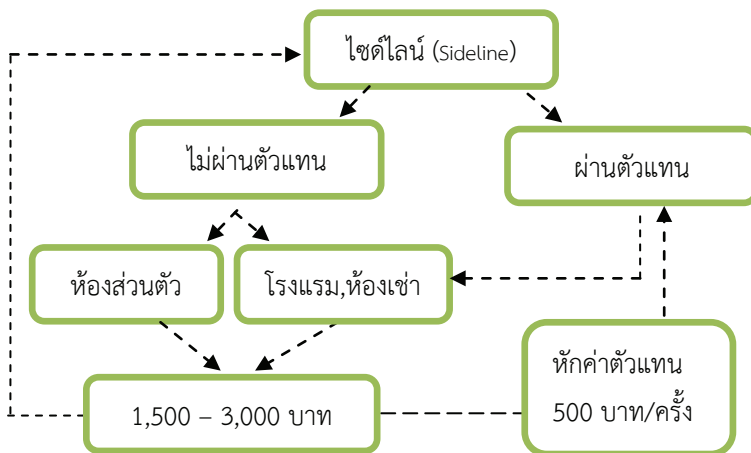 ไซด์ไลน์ (Sideline)
ไม่ผ่านตัวแทน
ผ่านตัวแทน
ห้องส่วนตัว
โรงแรม,ห้องเช่า
หักค่าตัวแทน
500 บาท/ครั้ง
1,500 – 3,000 บาท